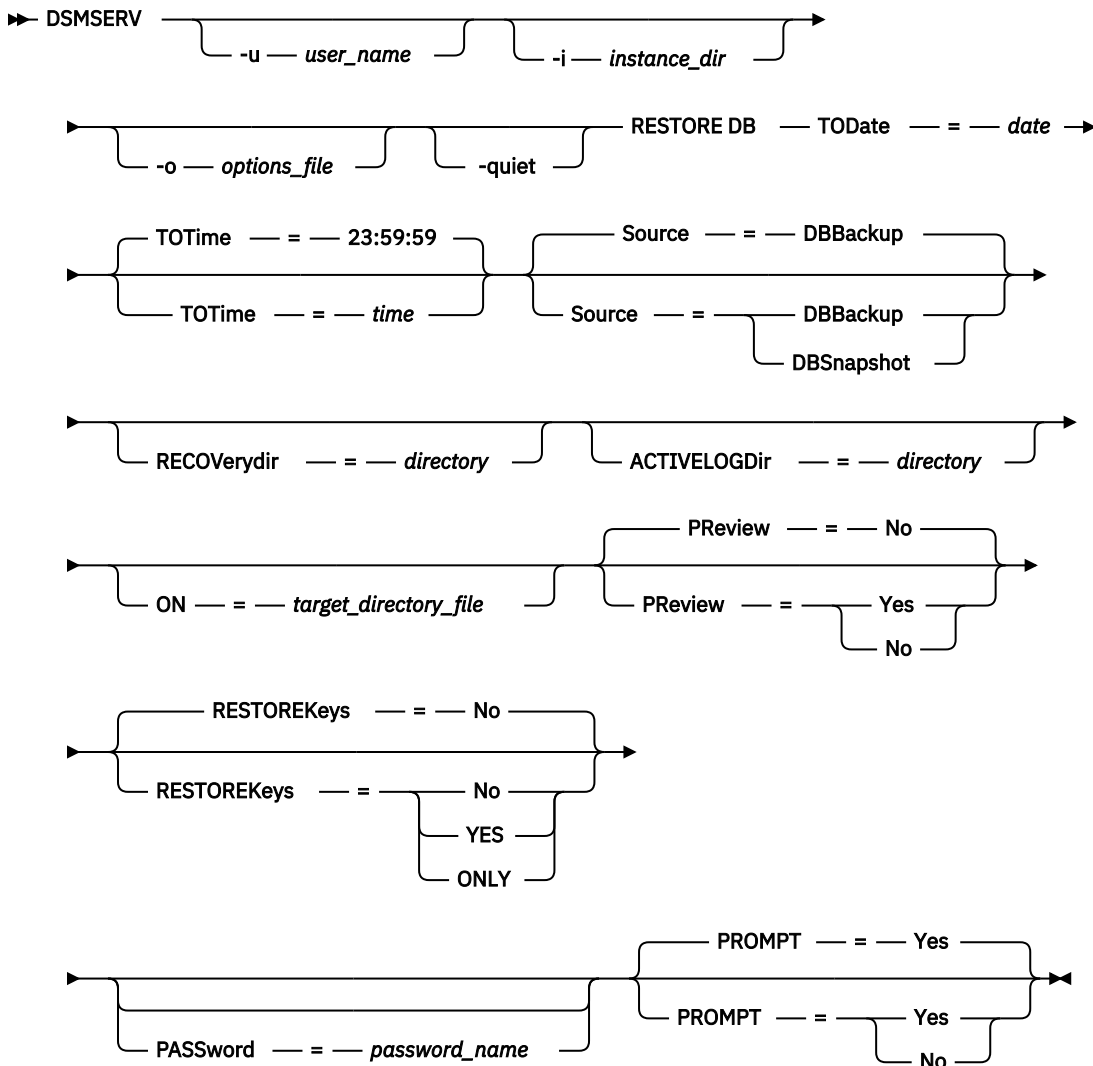 DSMSERV
-u user_name -i instance_dir
RESTORE DB TODate = date
-o options_file -quiet
TOTime = 23:59:59 Source = DBBackup
TOTime = time Source = DBBackup
DBSnapshot
RECOVerydir = directory ACTIVELOGDir = directory
PReview = No
ON = target_directory_file PReview = Yes
No
RESTOREKeys = No
RESTOREKeys = No
YES
ONLY
PROMPT = Yes
PROMPT = Yes
PASSword = password_name No